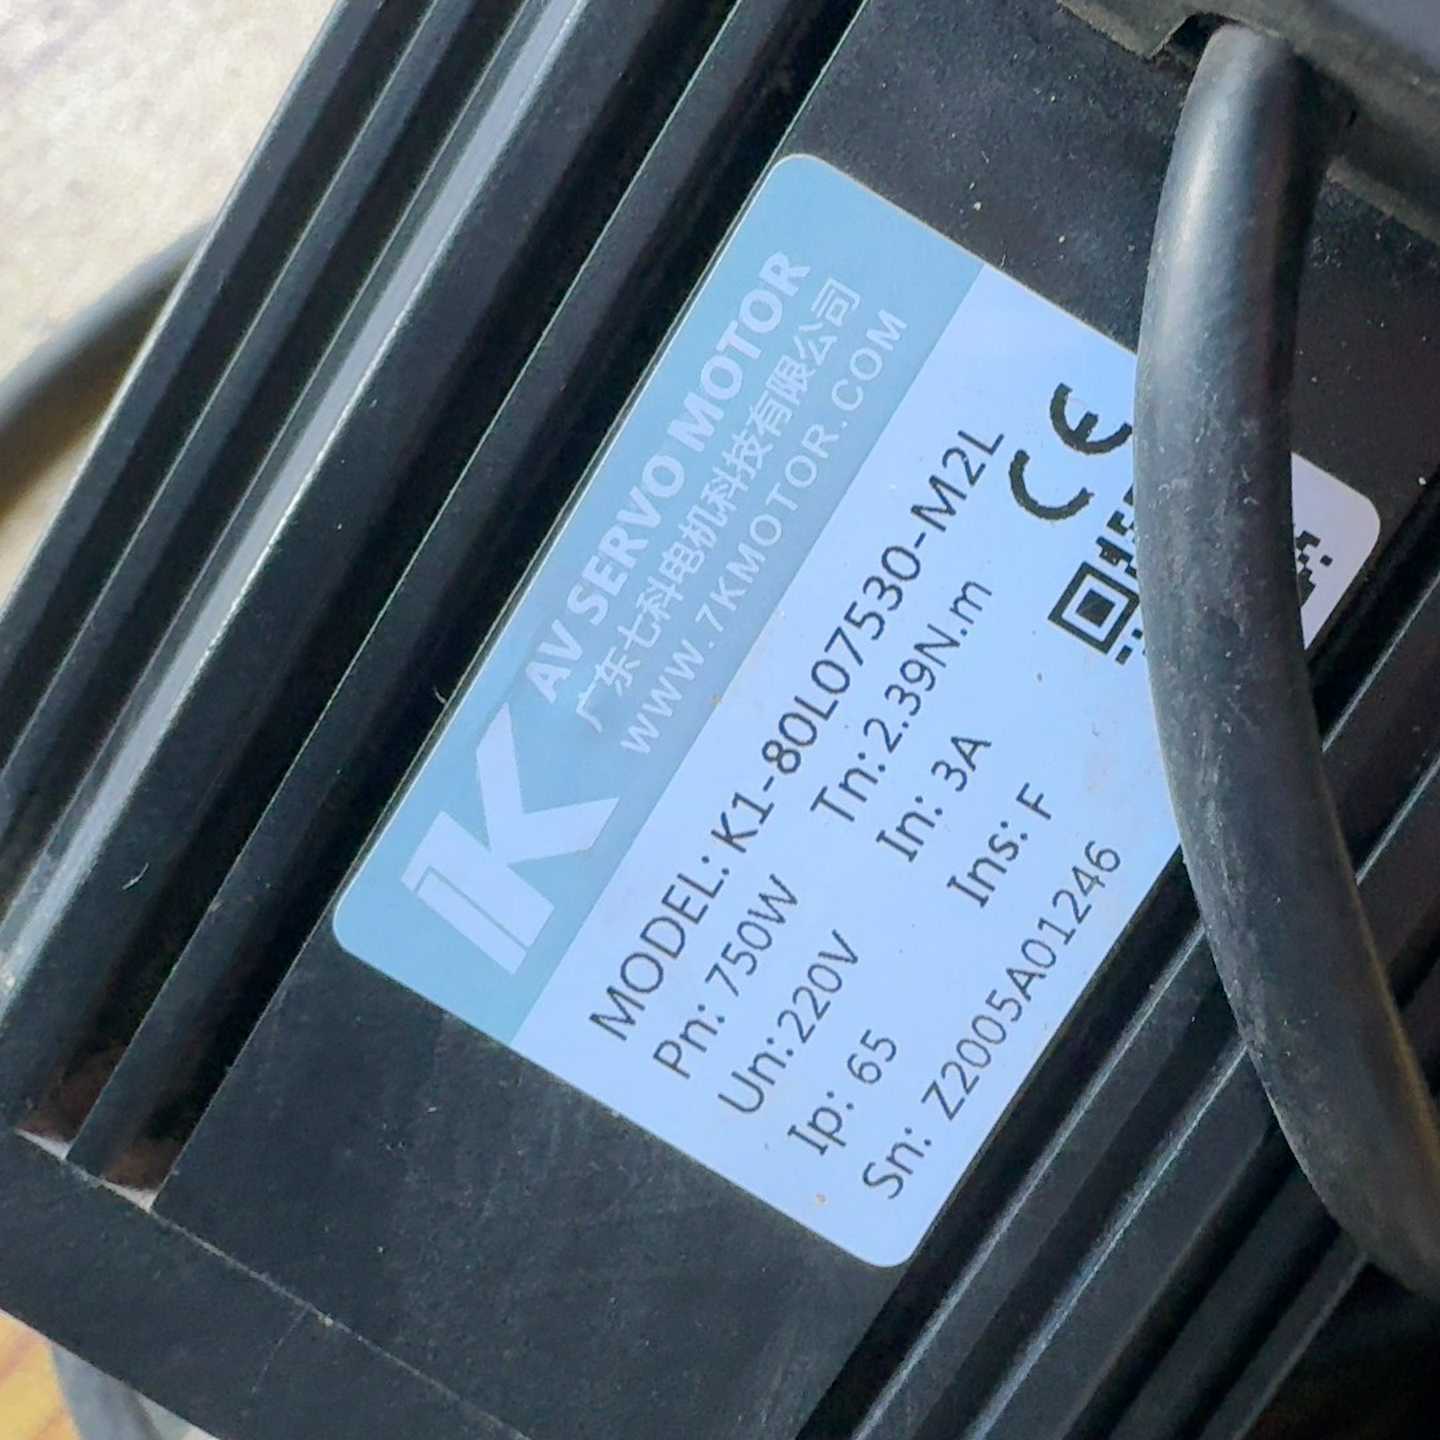 K
AV SERVO MOTOR
广东七科电机科技有限公司
WWW.7KMOTOR.COM
MODEL: K1-80L07530-M2L
Pn: 750W Tn: 2.39N.m
Un: 220V In: 3A
Ip: 65 Ins: F
Sn: Z2005A01246
CE